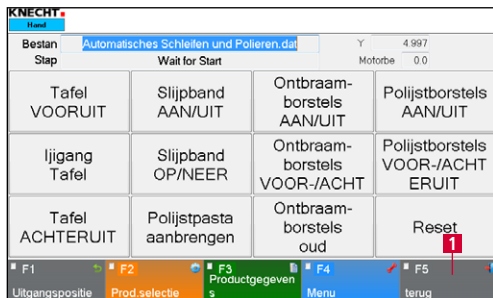 KNECHT
Hand
Bestan Automatisches Schleifen und Polieren.dat Y 4.997
Stap Wait for Start Motorbe 0.0
Tafel
VOORUIT
Slijpband
AAN/UIT
Ontbraam-
borstels
AAN/UIT
Polijstborstels
AAN/UIT
Ijigang
Tafel
Slijpband
OP/NEER
Ontbraam-
borstels
VOOR-/ACHT
Polijstborstels
VOOR-/ACHT
ERUIT
Tafel
ACHTERUIT
Polijstpasta
aanbrengen
Ontbraam-
borstels
oud
Reset
1
F1
Uitgangspositie
F2
Prod.selectie
F3
Productgegeven
s
F4
Menu
F5
terug